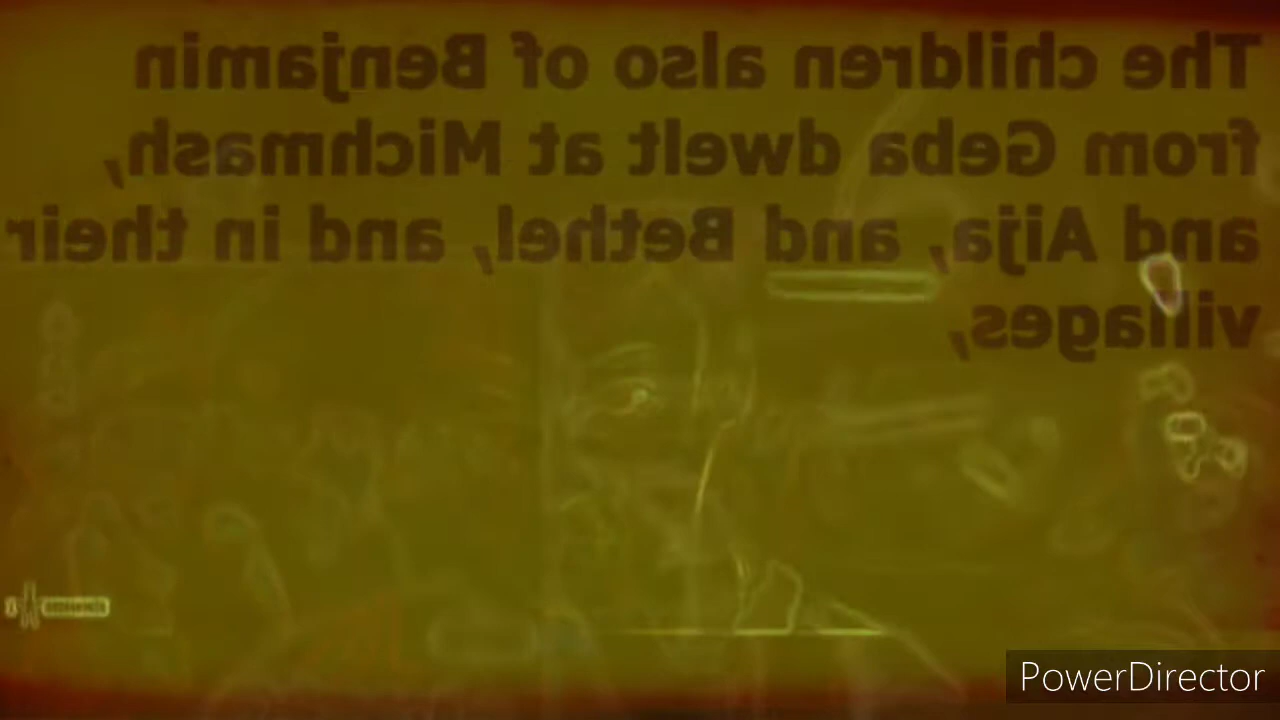 The children also of Benjamin
from Geba dwelt at Michmash,
and Aija, and Bethel, and in their
villages,
PowerDirector